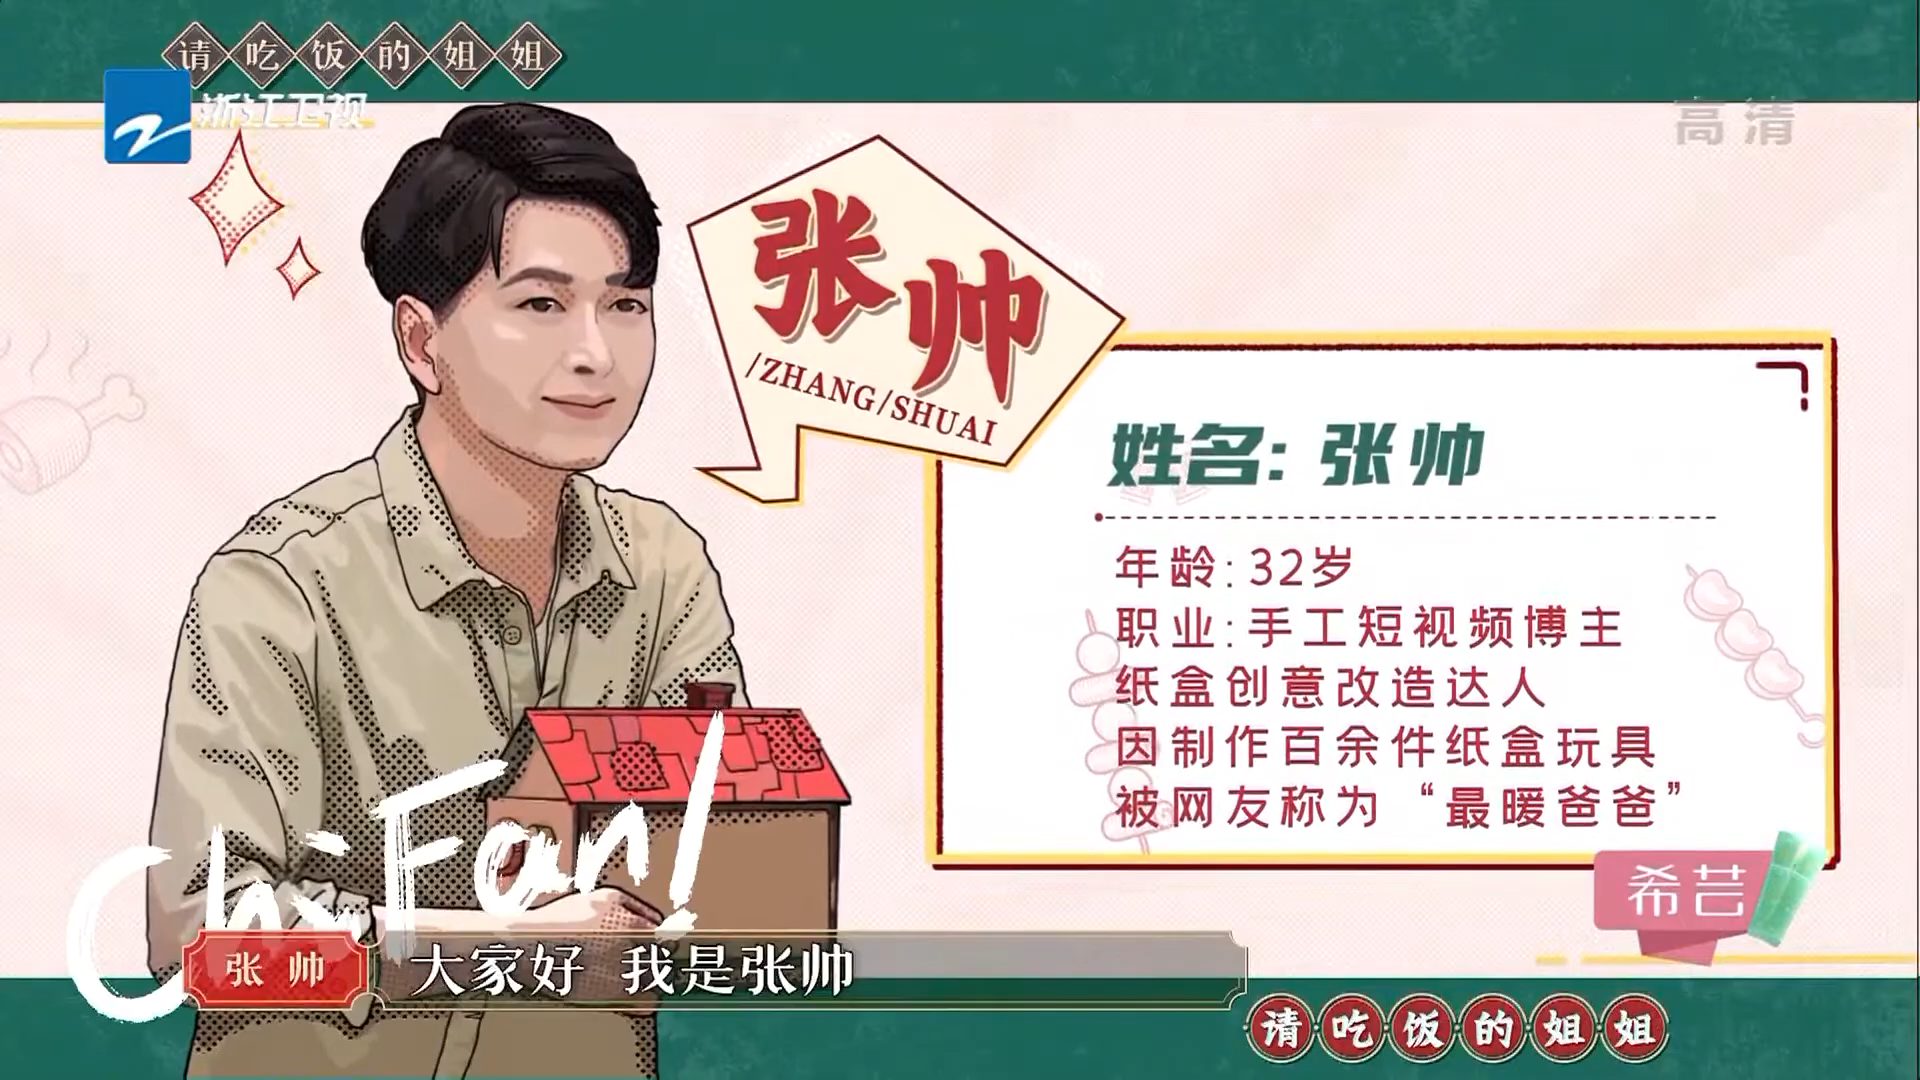 请吃饭的姐姐
浙江卫视
高清
张帅
/ZHANG/SHUAI
姓名: 张帅
年龄: 32岁
职业: 手工短视频博主
纸盒创意改造达人
因制作百余件纸盒玩具
被网友称为“最暖爸爸”
希芸
Chi Fan!
张帅
大家好 我是张帅
请吃饭的姐姐